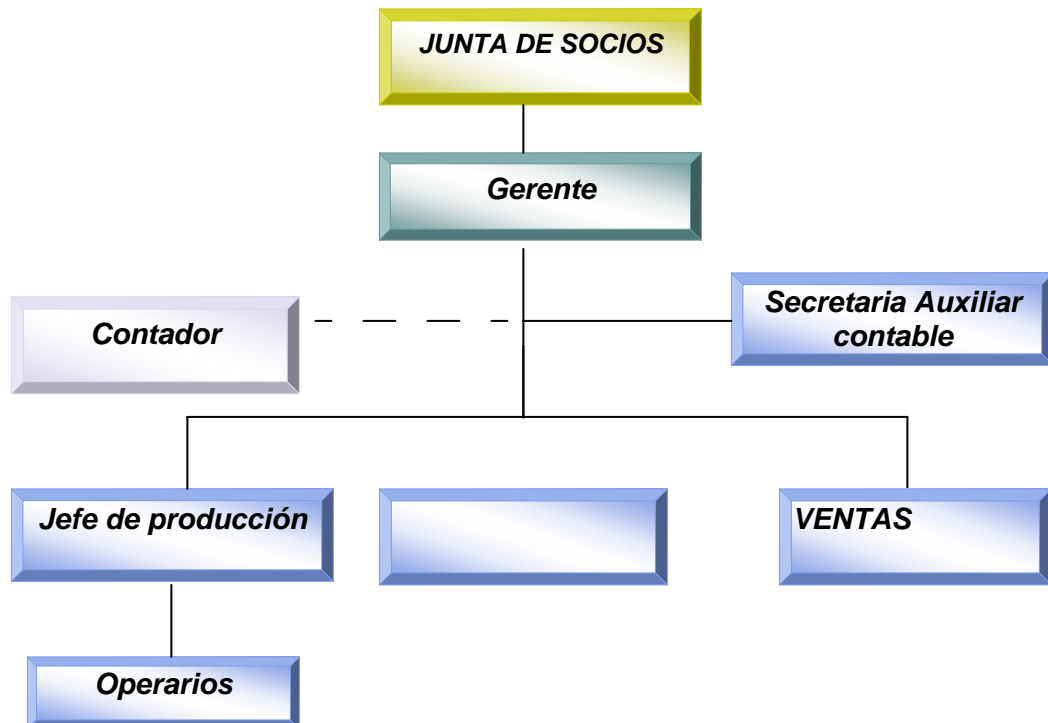 JUNTA DE SOCIOS
Gerente
Contador
Secretaria Auxiliar
contable
Jefe de producción
VENTAS
Operarios